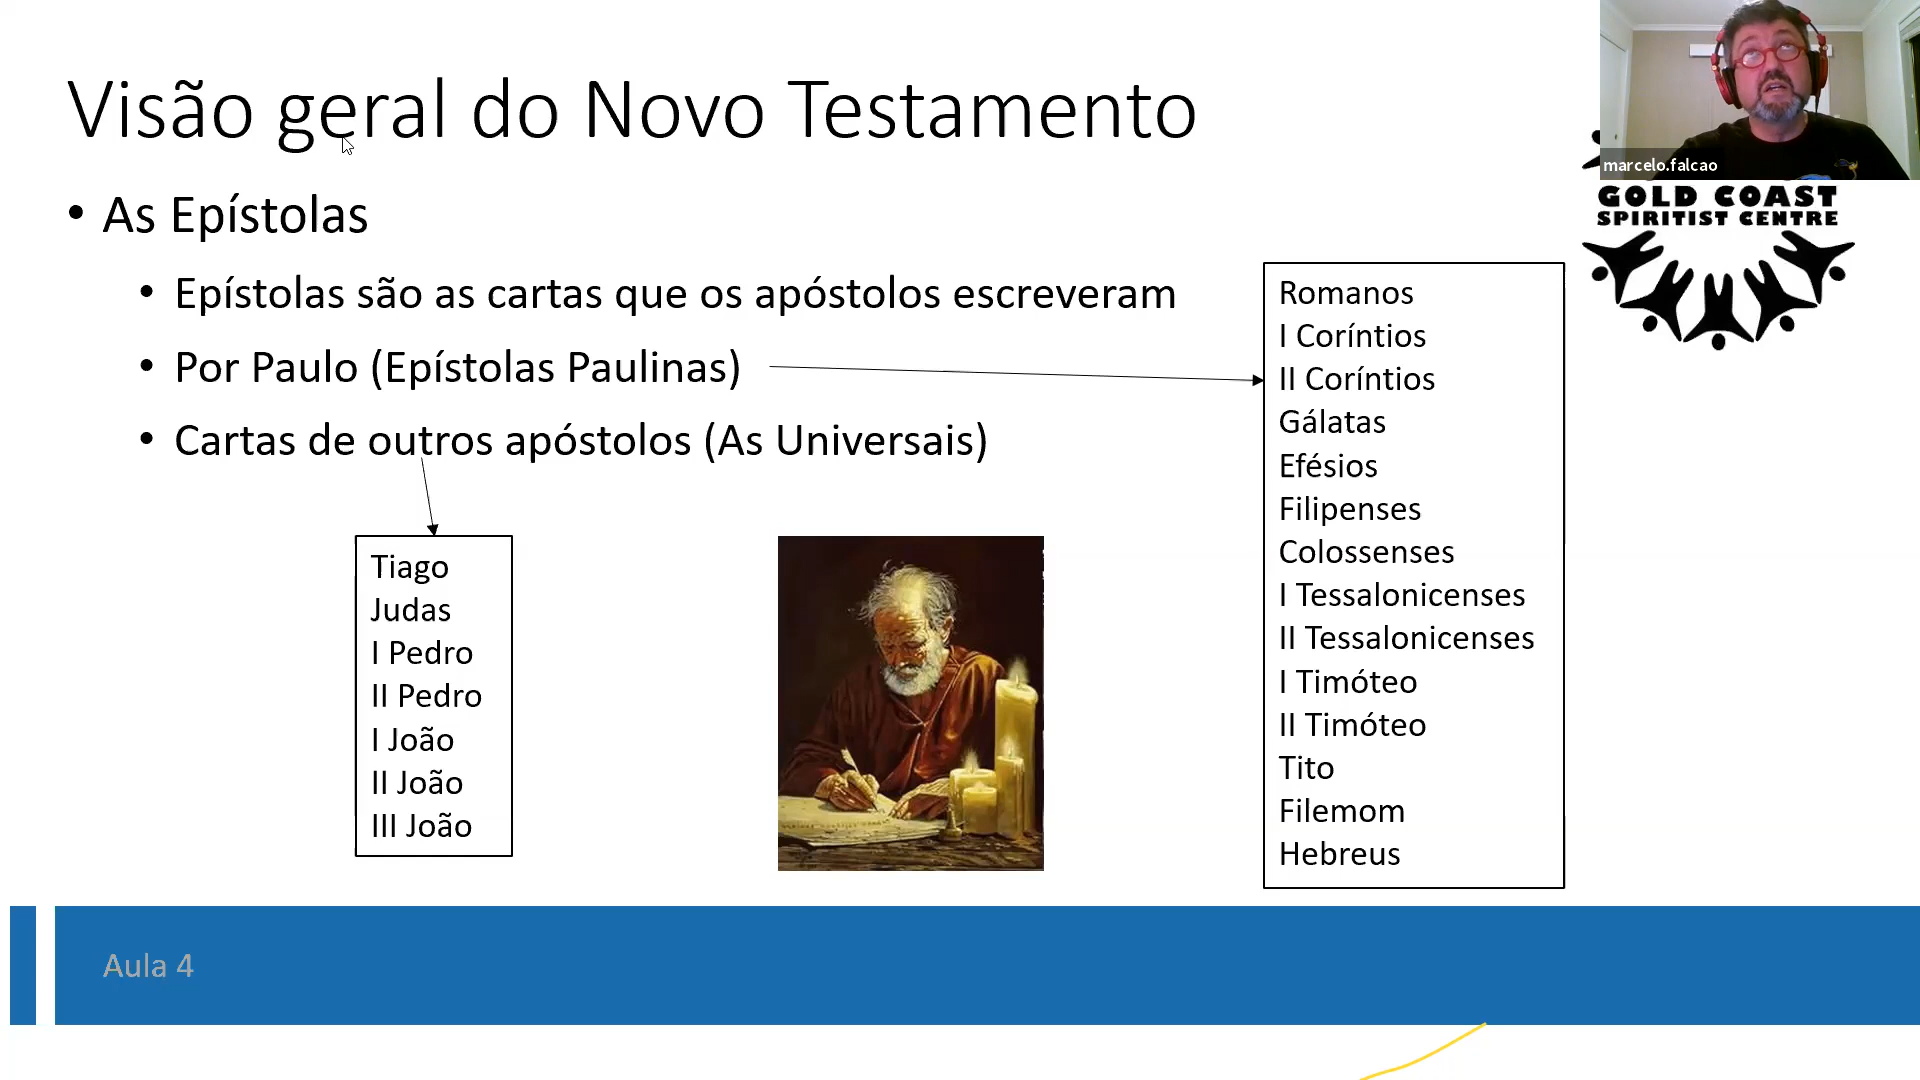 Visão geral do Novo Testamento
marcelo.falcao
GOLD COAST
SPIRITIST CENTRE
• As Epístolas
• Epístolas são as cartas que os apóstolos escreveram
• Por Paulo (Epístolas Paulinas)
• Cartas de outros apóstolos (As Universais)
Romanos
I Coríntios
II Coríntios
Gálatas
Efésios
Filipenses
Colossenses
I Tessalonicenses
II Tessalonicenses
I Timóteo
II Timóteo
Tito
Filemom
Hebreus
Tiago
Judas
I Pedro
II Pedro
I João
II João
III João
Aula 4